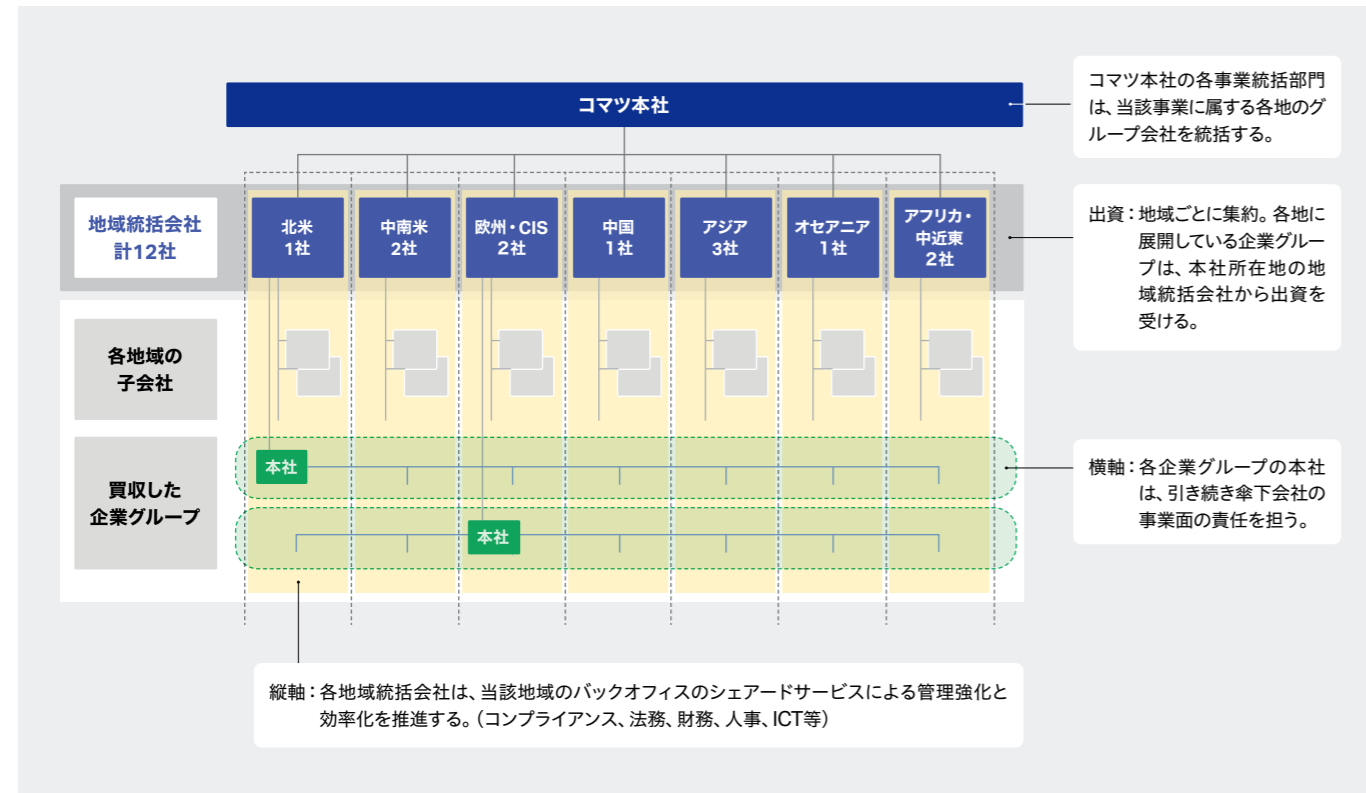 コマツ本社
コマツ本社の各事業統括部門
は、当該事業に属する各地のグ
ループ会社を統括する。
地域統括会社
計12社
北米
1社
中南米
2社
欧州・CIS
2社
中国
1社
アジア
3社
オセアニア
1社
アフリカ・
中近東
2社
出資：地域ごとに集約。各地に
展開している企業グルー
プは、本社所在地の地
域統括会社から出資を
受ける。
各地域の
子会社
買収した
企業グループ
本社
本社
横軸：各企業グループの本社
は、引き続き傘下会社の
事業面の責任を担う。
縦軸：各地域統括会社は、当該地域のバックオフィスのシェアードサービスによる管理強化と
効率化を推進する。（コンプライアンス、法務、財務、人事、ICT等）